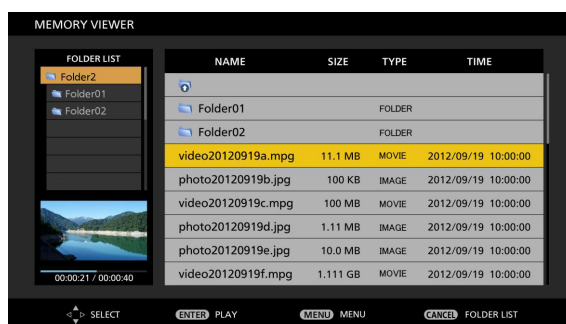 MEMORY VIEWER
FOLDER LIST
Folder2
Folder01
Folder02
00:00:21 / 00:00:40
NAME SIZE TYPE TIME
Folder01 FOLDER
Folder02 FOLDER
video20120919a.mpg 11.1 MB MOVIE 2012/09/19 10:00:00
photo20120919b.jpg 100 KB IMAGE 2012/09/19 10:00:00
video20120919c.mpg 100 MB MOVIE 2012/09/19 10:00:00
photo20120919d.jpg 1.11 MB IMAGE 2012/09/19 10:00:00
photo20120919e.jpg 10.0 MB IMAGE 2012/09/19 10:00:00
video20120919f.mpg 1.111 GB MOVIE 2012/09/19 10:00:00
SELECT ENTER PLAY MENU MENU CANCEL FOLDER LIST